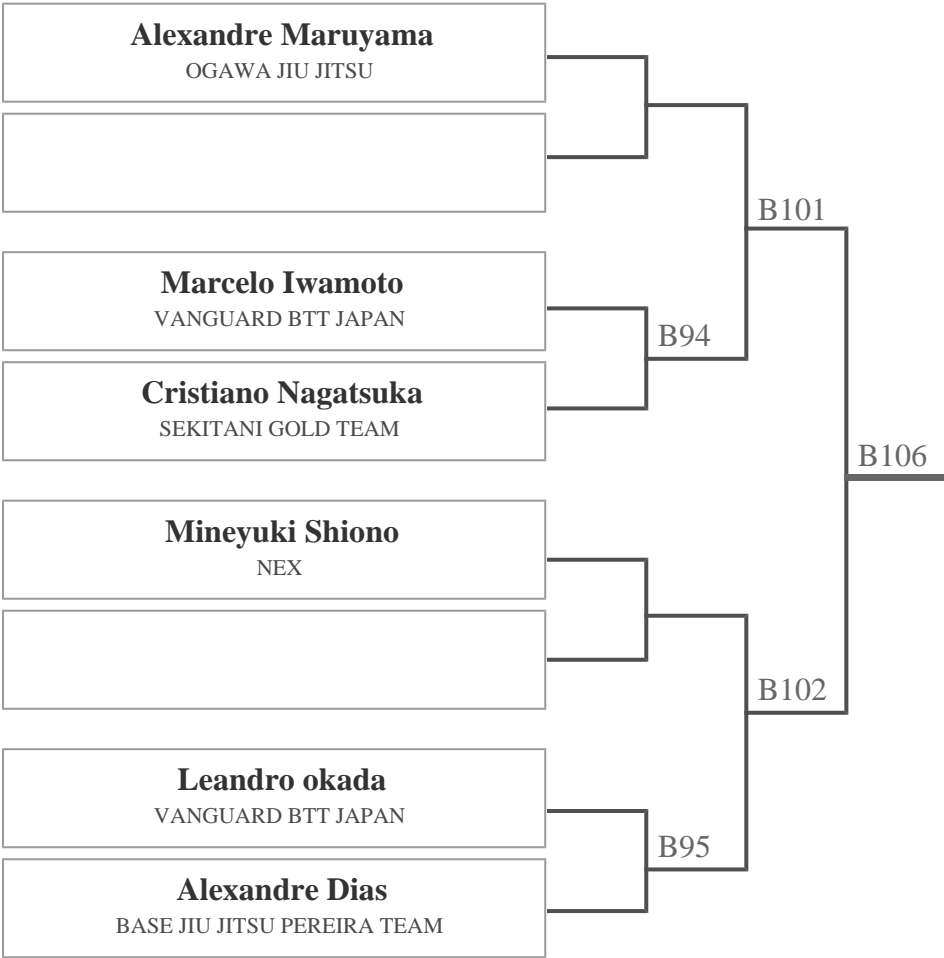 Alexandre Maruyama
OGAWA JIU JITSU
B101
Marcelo Iwamoto
VANGUARD BTT JAPAN
B94
Cristiano Nagatsuka
SEKITANI GOLD TEAM
B106
Mineyuki Shiono
NEX
B102
Leandro okada
VANGUARD BTT JAPAN
B95
Alexandre Dias
BASE JIU JITSU PEREIRA TEAM